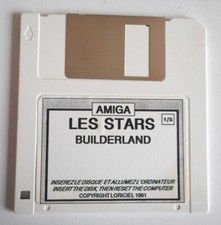 AMIGA
LES STARS 1/5
BUILDERLAND
INSEREZ LE DISQUE ET ALLUMEZ L'ORDINATEUR
INSERT THE DISK, THEN RESET THE COMPUTER
COPYRIGHT LORICIEL 1991